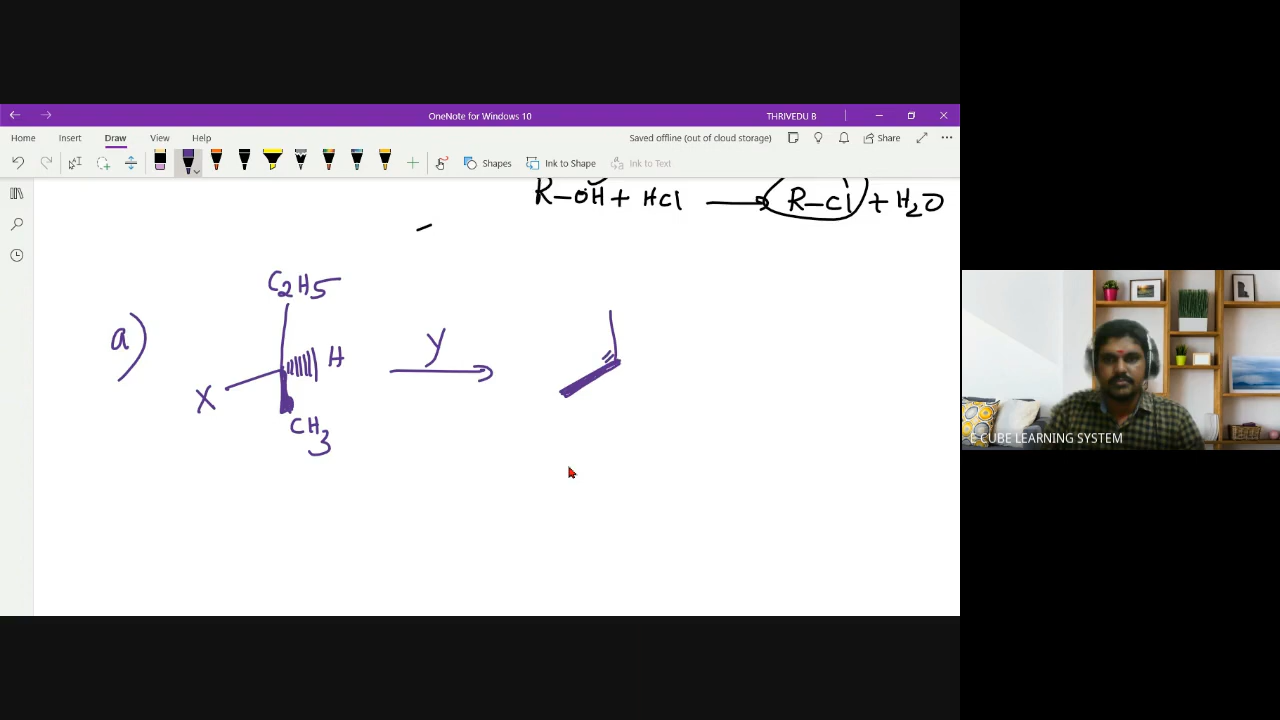 OneNote for Windows 10
THRIVEDU B
Home Insert Draw View Help
Saved offline (out of cloud storage)
Share
Shapes
Ink to Shape
Ink to Text
R-OH + HCl → R-Cl + H2O
a)
C2H5
H
X
CH3
y
E CUBE LEARNING SYSTEM